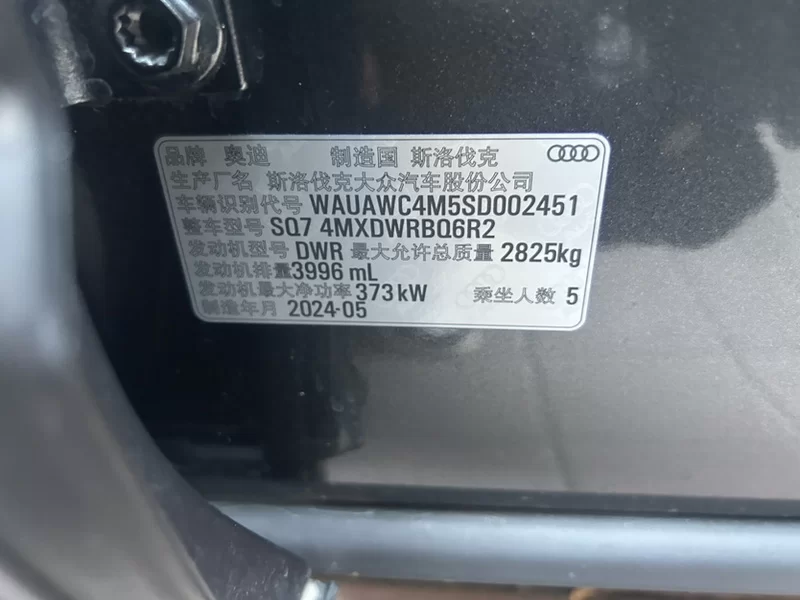 品牌 奥迪 制造国 斯洛伐克
生产厂名 斯洛伐克大众汽车股份公司
车辆识别代号 WAUAWC4M5SD002451
整车型号 SQ7 4MXDWRBQ6R2
发动机型号 DWR 最大允许总质量 2825kg
发动机排量 3996 mL
发动机最大净功率 373 kW 乘坐人数 5
制造年月 2024-05